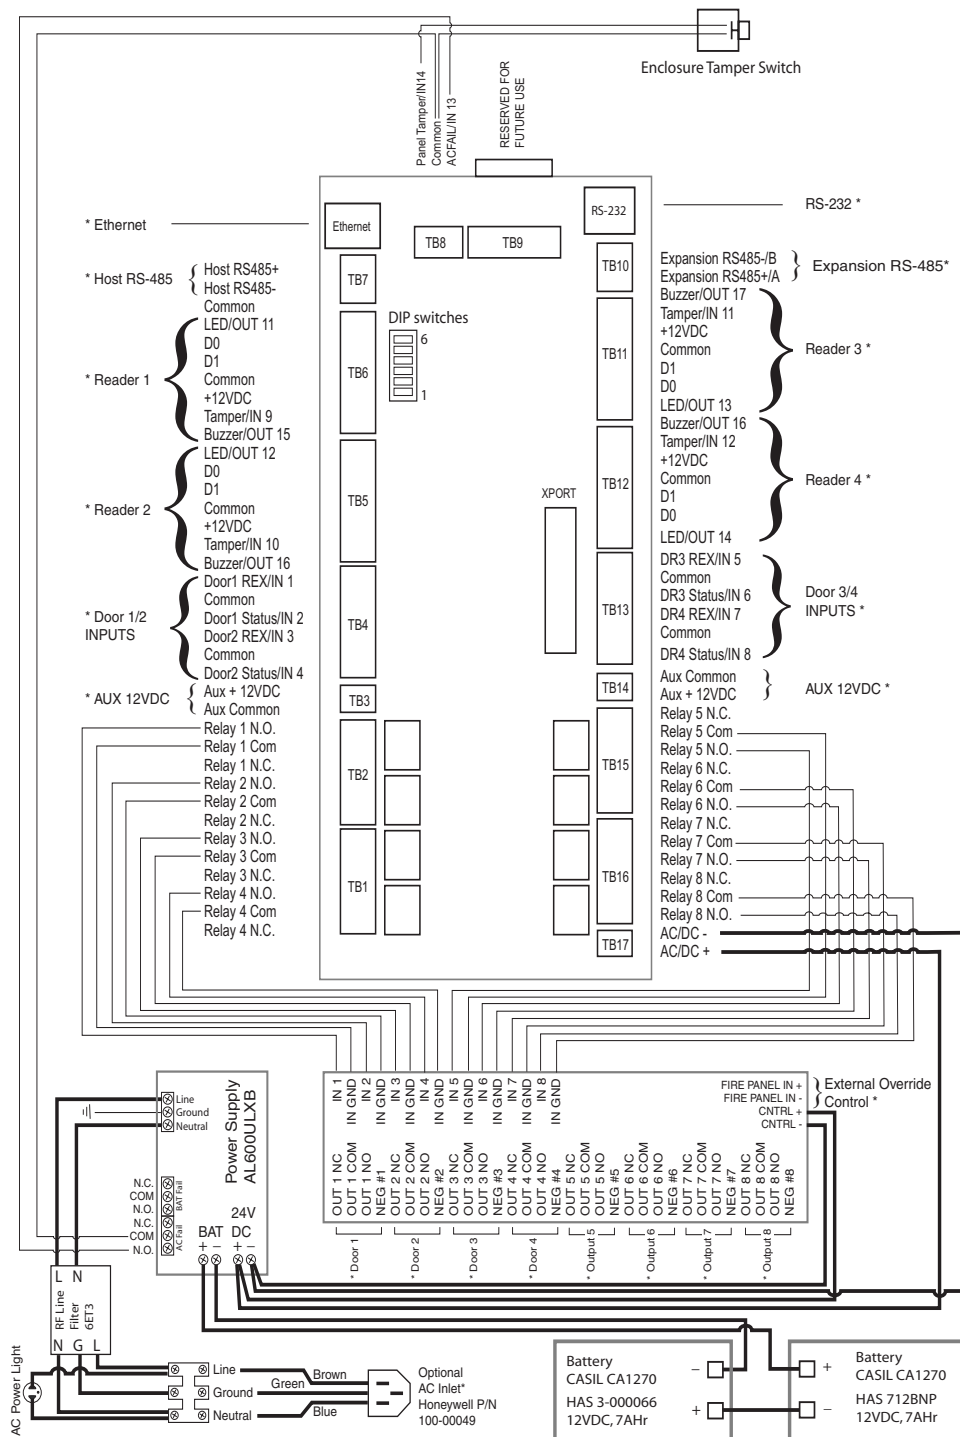 Enclosure Tamper Switch
Panel Tamper/IN14
Common
ACFAIL/IN 13
RESERVED FOR
FUTURE USE
* Ethernet
Ethernet
RS-232
RS-232 *
TB8
TB9
* Host RS-485
Host RS485+
Host RS485-
Common
TB7
TB10
Expansion RS485-/B
Expansion RS485+/A
Expansion RS-485*
DIP switches
6
1
* Reader 1
LED/OUT 11
D0
D1
Common
+12VDC
Tamper/IN 9
Buzzer/OUT 15
TB6
TB11
Buzzer/OUT 17
Tamper/IN 11
+12VDC
Common
D1
D0
LED/OUT 13
Reader 3 *
* Reader 2
LED/OUT 12
D0
D1
Common
+12VDC
Tamper/IN 10
Buzzer/OUT 16
TB5
XPORT
TB12
Buzzer/OUT 16
Tamper/IN 12
+12VDC
Common
D1
D0
LED/OUT 14
Reader 4 *
* Door 1/2
INPUTS
Door1 REX/IN 1
Common
Door1 Status/IN 2
Door2 REX/IN 3
Common
Door2 Status/IN 4
TB4
TB13
DR3 REX/IN 5
Common
DR3 Status/IN 6
DR4 REX/IN 7
Common
DR4 Status/IN 8
Door 3/4
INPUTS *
* AUX 12VDC
Aux + 12VDC
Aux Common
TB3
TB14
Aux Common
Aux + 12VDC
AUX 12VDC *
Relay 1 N.O.
Relay 1 Com
Relay 1 N.C.
Relay 2 N.O.
Relay 2 Com
Relay 2 N.C.
Relay 3 N.O.
Relay 3 Com
Relay 3 N.C.
Relay 4 N.O.
Relay 4 Com
Relay 4 N.C.
TB2
TB1
TB15
TB16
TB17
Relay 5 N.C.
Relay 5 Com
Relay 5 N.O.
Relay 6 N.C.
Relay 6 Com
Relay 6 N.O.
Relay 7 N.C.
Relay 7 Com
Relay 7 N.O.
Relay 8 N.C.
Relay 8 Com
Relay 8 N.O.
AC/DC -
AC/DC +
Line
Ground
Neutral
Power Supply
AL600ULXB
N.C.
COM
N.O.
BAT Fail
N.C.
COM
N.O.
AC Fail
24V
BAT DC
+ − + −
IN 1
IN GND
IN 2
IN GND
IN 3
IN GND
IN 4
IN GND
IN 5
IN GND
IN 6
IN GND
IN 7
IN GND
IN 8
IN GND
FIRE PANEL IN +
FIRE PANEL IN -
CNTRL +
CNTRL -
External Override
Control *
OUT 1 NC
OUT 1 COM
OUT 1 NO
NEG #1
OUT 2 NC
OUT 2 COM
OUT 2 NO
NEG #2
OUT 3 NC
OUT 3 COM
OUT 3 NO
NEG #3
OUT 4 NC
OUT 4 COM
OUT 4 NO
NEG #4
OUT 5 NC
OUT 5 COM
OUT 5 NO
NEG #5
OUT 6 NC
OUT 6 COM
OUT 6 NO
NEG #6
OUT 7 NC
OUT 7 COM
OUT 7 NO
NEG #7
OUT 8 NC
OUT 8 COM
OUT 8 NO
NEG #8
* Door 1
* Door 2
* Door 3
* Door 4
* Output 5
* Output 6
* Output 7
* Output 8
L N
RF Line
Filter
6ET3
N G L
AC Power Light
Line
Ground
Neutral
Brown
Green
Blue
Optional
AC Inlet*
Honeywell P/N
100-00049
Battery
CASIL CA1270
HAS 3-000066
12VDC, 7AHr
−
+
Battery
CASIL CA1270
HAS 712BNP
12VDC, 7AHr
+
−